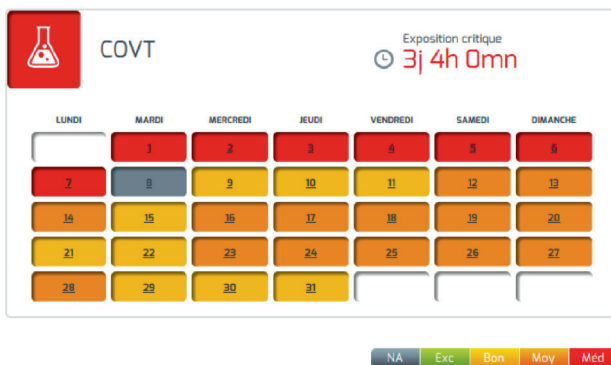 COVT
Exposition critique
3j 4h 0mn
LUNDI MARDI MERCREDI JEUDI VENDREDI SAMEDI DIMANCHE
1 2 3 4 5 6
7 8 9 10 11 12 13
14 15 16 17 18 19 20
21 22 23 24 25 26 27
28 29 30 31
NA Exc Bon Moy Méd